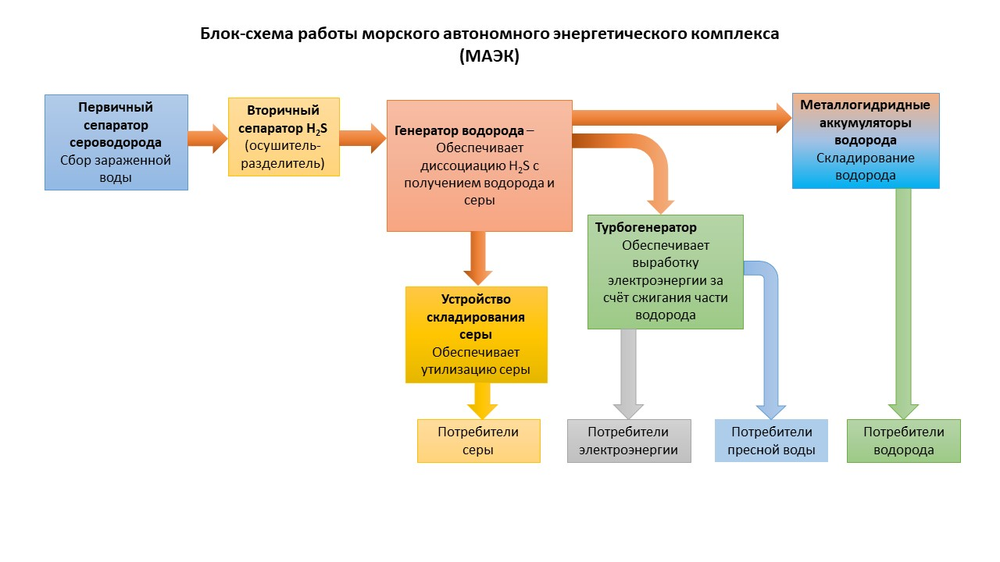 Блок-схема работы морского автономного энергетического комплекса
(МАЭК)
Первичный
сепаратор
сероводорода
Сбор зараженной
воды
Вторичный
сепаратор H₂S
(осушитель-
разделитель)
Генератор водорода –
Обеспечивает
диссоциацию H₂S с
получением водорода и
серы
Металлогидридные
аккумуляторы
водорода
Складирование
водорода
Турбогенератор
Обеспечивает
выработку
электроэнергии за
счёт сжигания части
водорода
Устройство
складирования
серы
Обеспечивает
утилизацию серы
Потребители
серы
Потребители
электроэнергии
Потребители
пресной воды
Потребители
водорода